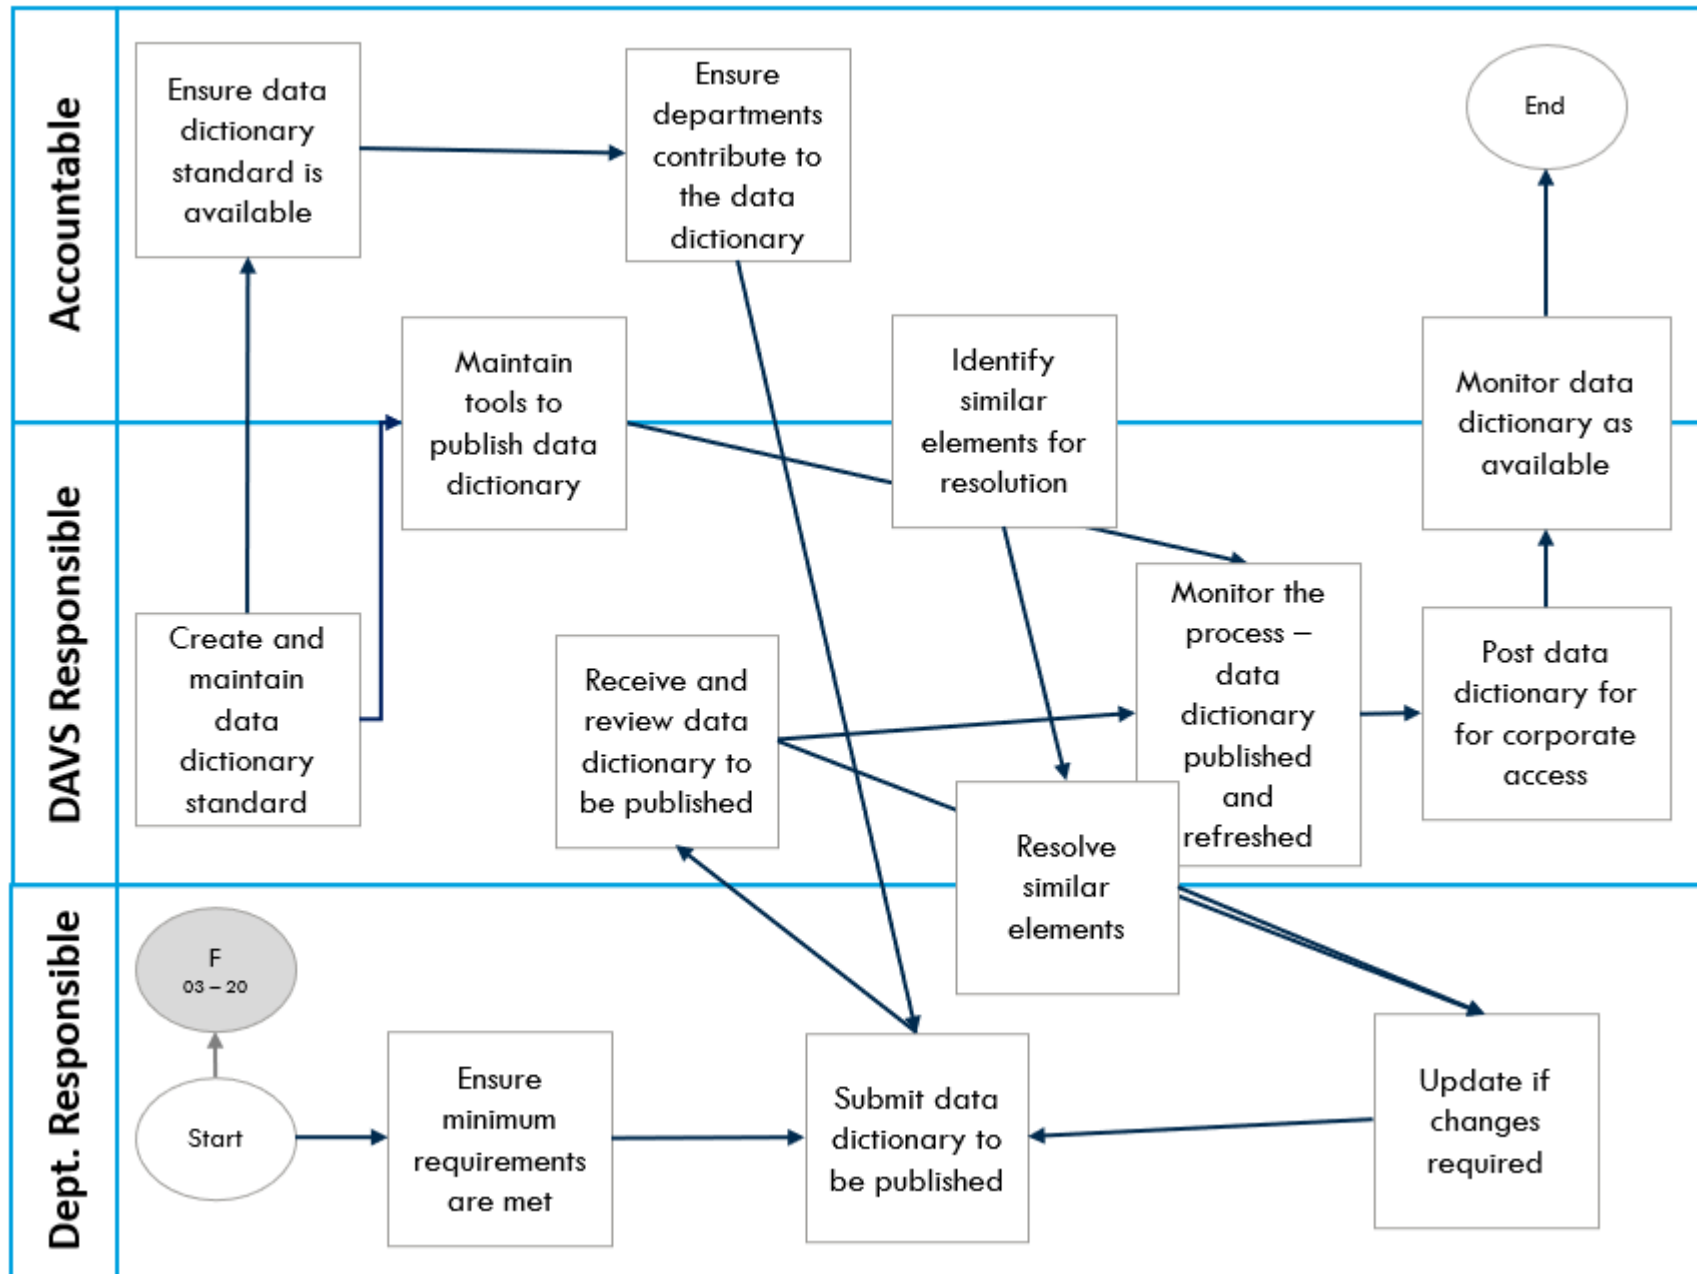 Accountable
Ensure data
dictionary
standard is
available
Ensure
departments
contribute to
the data
dictionary
End
Maintain
tools to
publish data
dictionary
Identify
similar
elements for
resolution
Monitor data
dictionary as
available
DAVS Responsible
Create and
maintain
data
dictionary
standard
Receive and
review data
dictionary to
be published
Monitor the
process –
data
dictionary
published
and
refreshed
Post data
dictionary for
for corporate
access
Resolve
similar
elements
Dept. Responsible
F
03 – 20
Start
Ensure
minimum
requirements
are met
Submit data
dictionary to
be published
Update if
changes
required